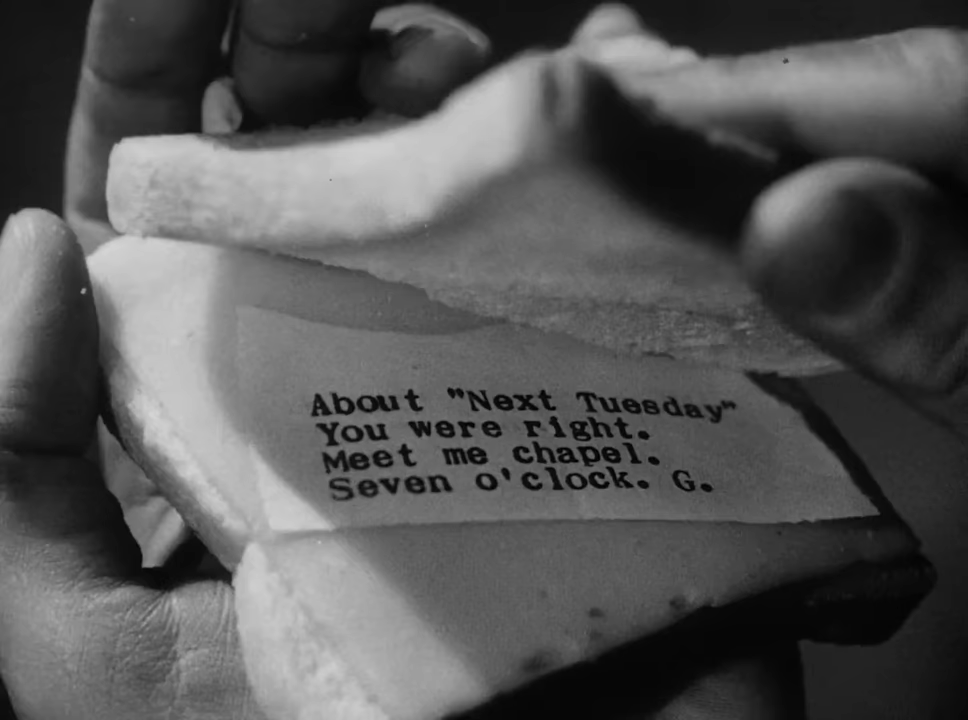 About "Next Tuesday"
You were right.
Meet me chapel.
Seven o'clock. G.